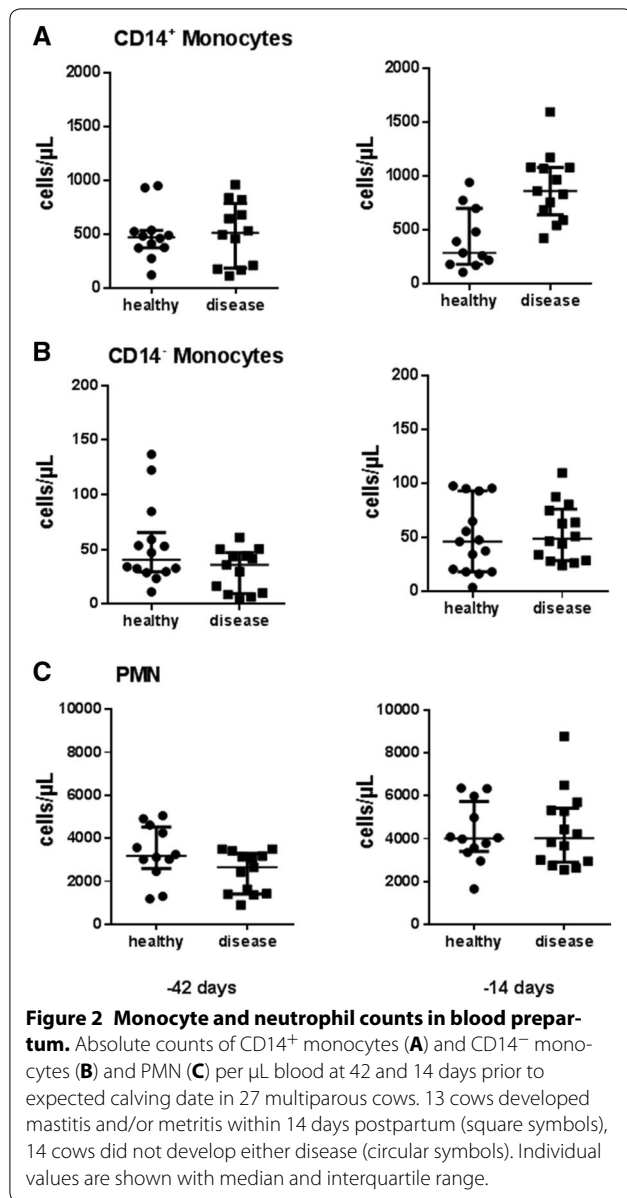 A CD14+ Monocytes
2000
1500
1000
500
0
cells/µL
healthy disease
2000
1500
1000
500
0
cells/µL
healthy disease
B CD14- Monocytes
200
150
100
50
0
cells/µL
healthy disease
200
150
100
50
0
cells/µL
healthy disease
C PMN
10000
8000
6000
4000
2000
0
cells/µL
healthy disease
10000
8000
6000
4000
2000
0
cells/µL
healthy disease
-42 days -14 days
Figure 2 Monocyte and neutrophil counts in blood prepar-
tum. Absolute counts of CD14+ monocytes (A) and CD14− mono-
cytes (B) and PMN (C) per µL blood at 42 and 14 days prior to
expected calving date in 27 multiparous cows. 13 cows developed
mastitis and/or metritis within 14 days postpartum (square symbols),
14 cows did not develop either disease (circular symbols). Individual
values are shown with median and interquartile range.